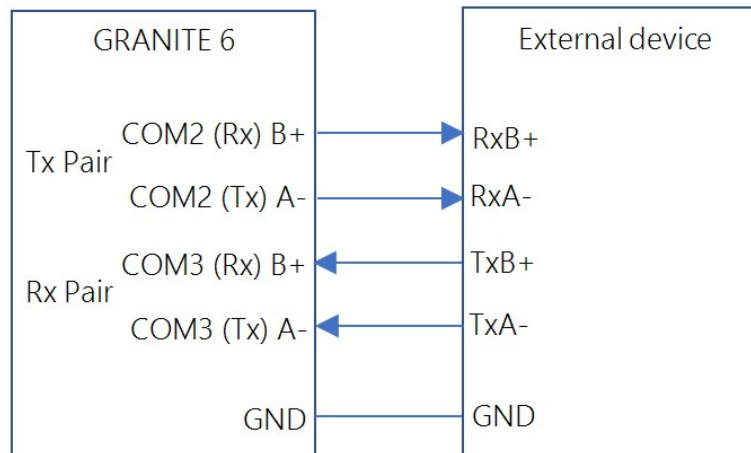 GRANITE 6
External device
Tx Pair
COM2 (Rx) B+
RxB+
COM2 (Tx) A-
RxA-
Rx Pair
COM3 (Rx) B+
TxB+
COM3 (Tx) A-
TxA-
GND
GND